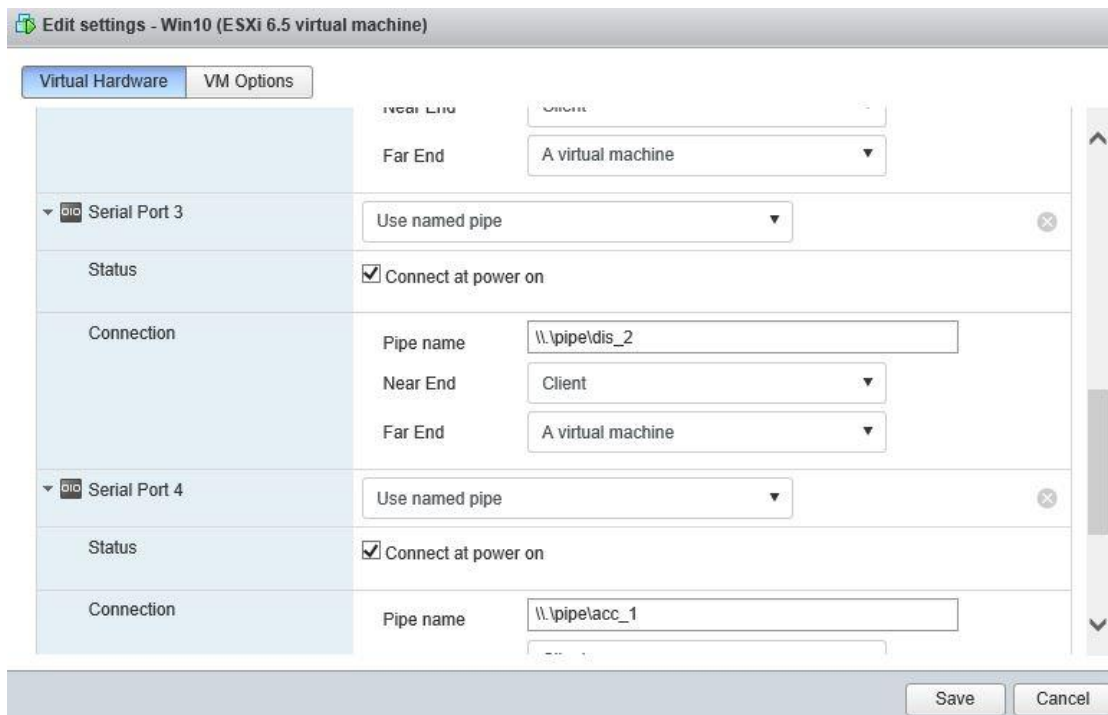 Edit settings - Win10 (ESXi 6.5 virtual machine)
Virtual Hardware VM Options
Near End Client
Far End A virtual machine
Serial Port 3 Use named pipe
Status Connect at power on
Connection Pipe name \\.\pipe\dis_2
Near End Client
Far End A virtual machine
Serial Port 4 Use named pipe
Status Connect at power on
Connection Pipe name \\.\pipe\acc_1
Save Cancel